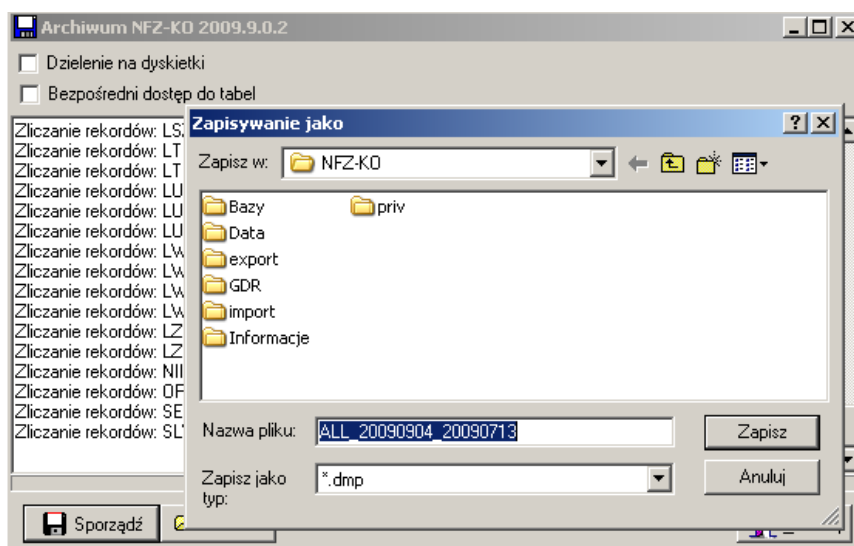 Archiwum NFZ-KO 2009.9.0.2
Dzielenie na dyskietki
Bezpośredni dostęp do tabel
Zapisywanie jako
Zapisz w: NFZ-KO
Bazy
priv
Data
export
GDR
import
Informacje
Nazwa pliku: ALL_20090904_20090713
Zapisz
Zapisz jako typ: *.dmp
Anuluj
Zliczanie rekordów:
Zliczanie rekordów: LT
Zliczanie rekordów: LT
Zliczanie rekordów: LU
Zliczanie rekordów: LU
Zliczanie rekordów: LU
Zliczanie rekordów:
Zliczanie rekordów:
Zliczanie rekordów:
Zliczanie rekordów:
Zliczanie rekordów: LZ
Zliczanie rekordów: LZ
Zliczanie rekordów:
Zliczanie rekordów: OF
Zliczanie rekordów: SE
Zliczanie rekordów:
Sporządź